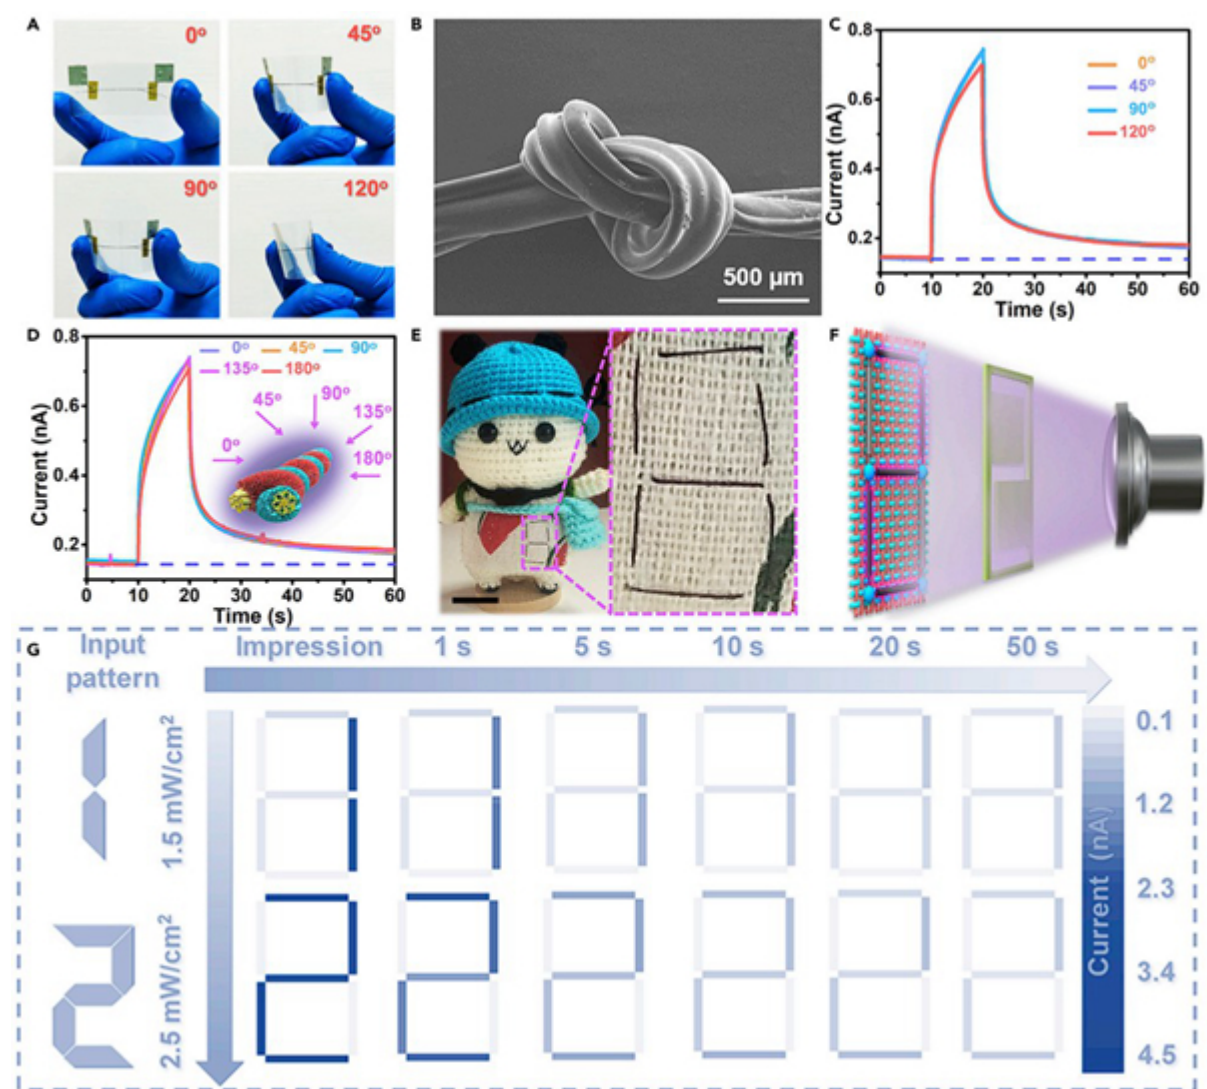 A
0°
45°
90°
120°
B
500 μm
C
Current (nA)
0.8
0.6
0.4
0.2
0°
45°
90°
120°
0 10 20 30 40 50 60
Time (s)
D
Current (nA)
0.8
0.6
0.4
0.2
0° 45° 90°
135° 180°
90°
45°
135°
0°
180°
0 10 20 30 40 50 60
Time (s)
E
F
G
Input
pattern
Impression 1 s 5 s 10 s 20 s 50 s
1.5 mW/cm²
2.5 mW/cm²
Current (nA)
0.1
1.2
2.3
3.4
4.5